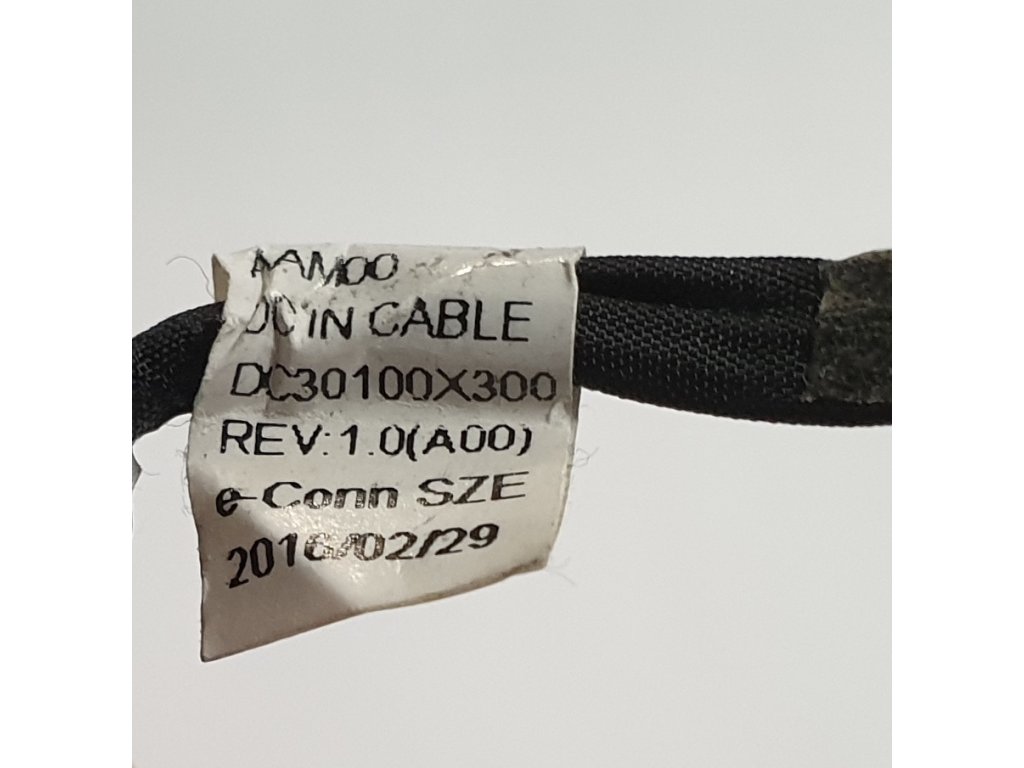 AAM00
DC IN CABLE
DC30100X300
REV:1.0(A00)
e-Conn SZE
2016/02/29